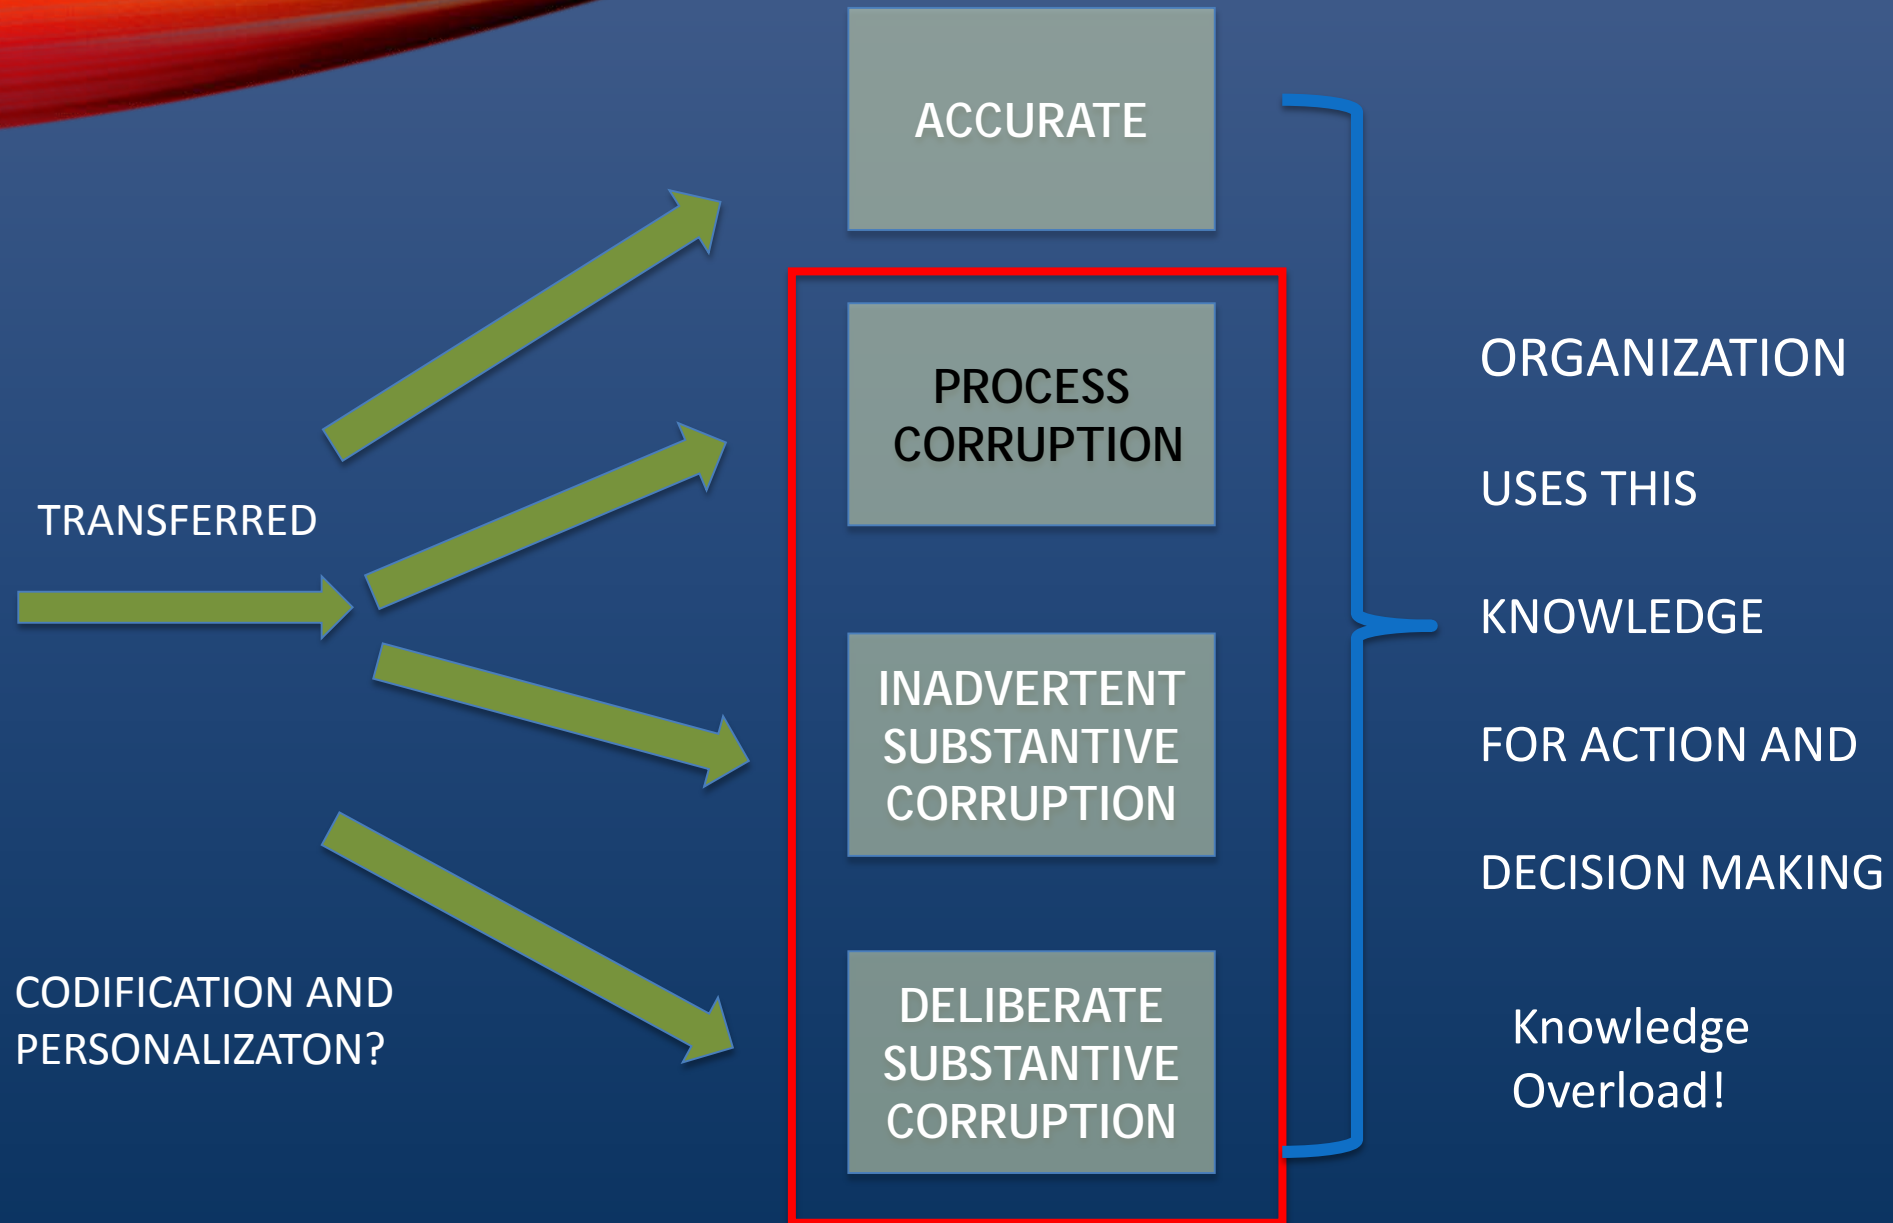 TRANSFERRED
CODIFICATION AND
PERSONALIZATON?
ACCURATE
PROCESS
CORRUPTION
INADVERTENT
SUBSTANTIVE
CORRUPTION
DELIBERATE
SUBSTANTIVE
CORRUPTION
ORGANIZATION
USES THIS
KNOWLEDGE
FOR ACTION AND
DECISION MAKING
Knowledge
Overload!